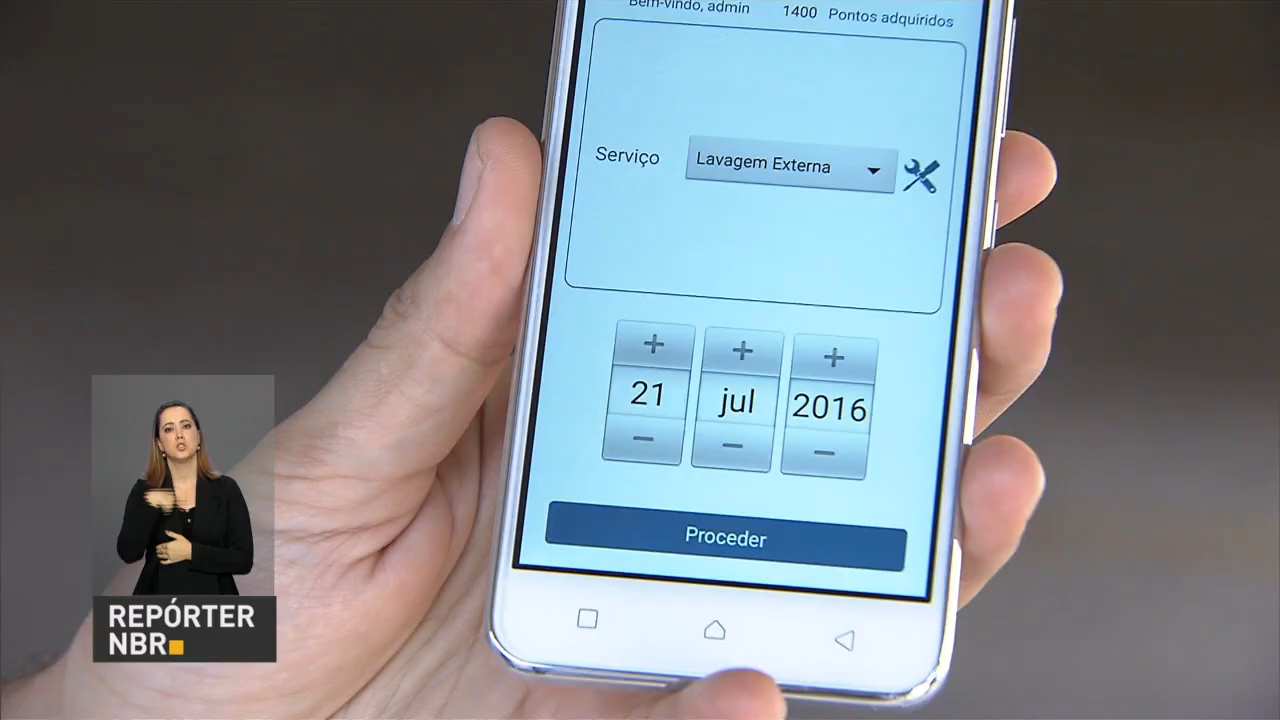 Bem-vindo, admin 1400 Pontos adquiridos
Serviço Lavagem Externa
+ + +
21 jul 2016
− − −
Proceder
REPÓRTER
NBR